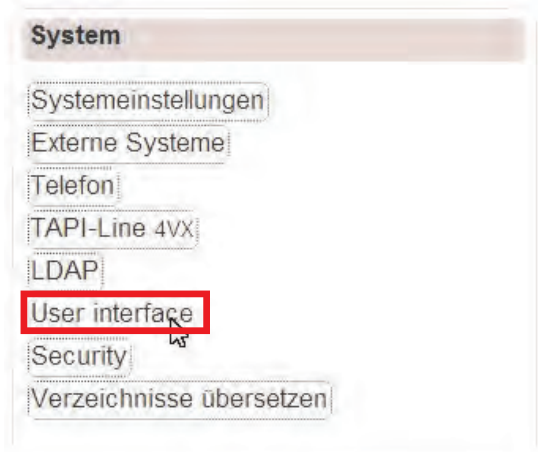 System
Systemeinstellungen
Externe Systeme
Telefon
TAPI-Line 4VX
LDAP
User interface
Security
Verzeichnisse übersetzen